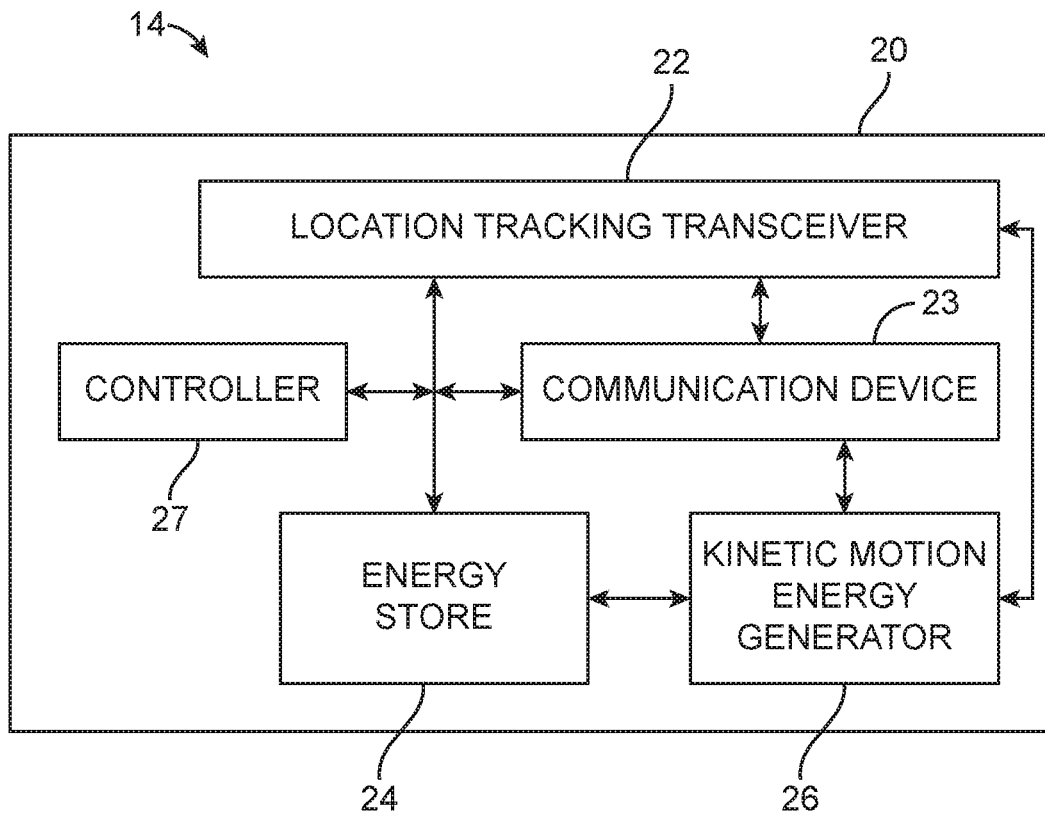 14
20
22
LOCATION TRACKING TRANSCEIVER
23
CONTROLLER
COMMUNICATION DEVICE
27
ENERGY
STORE
KINETIC MOTION
ENERGY
GENERATOR
24
26